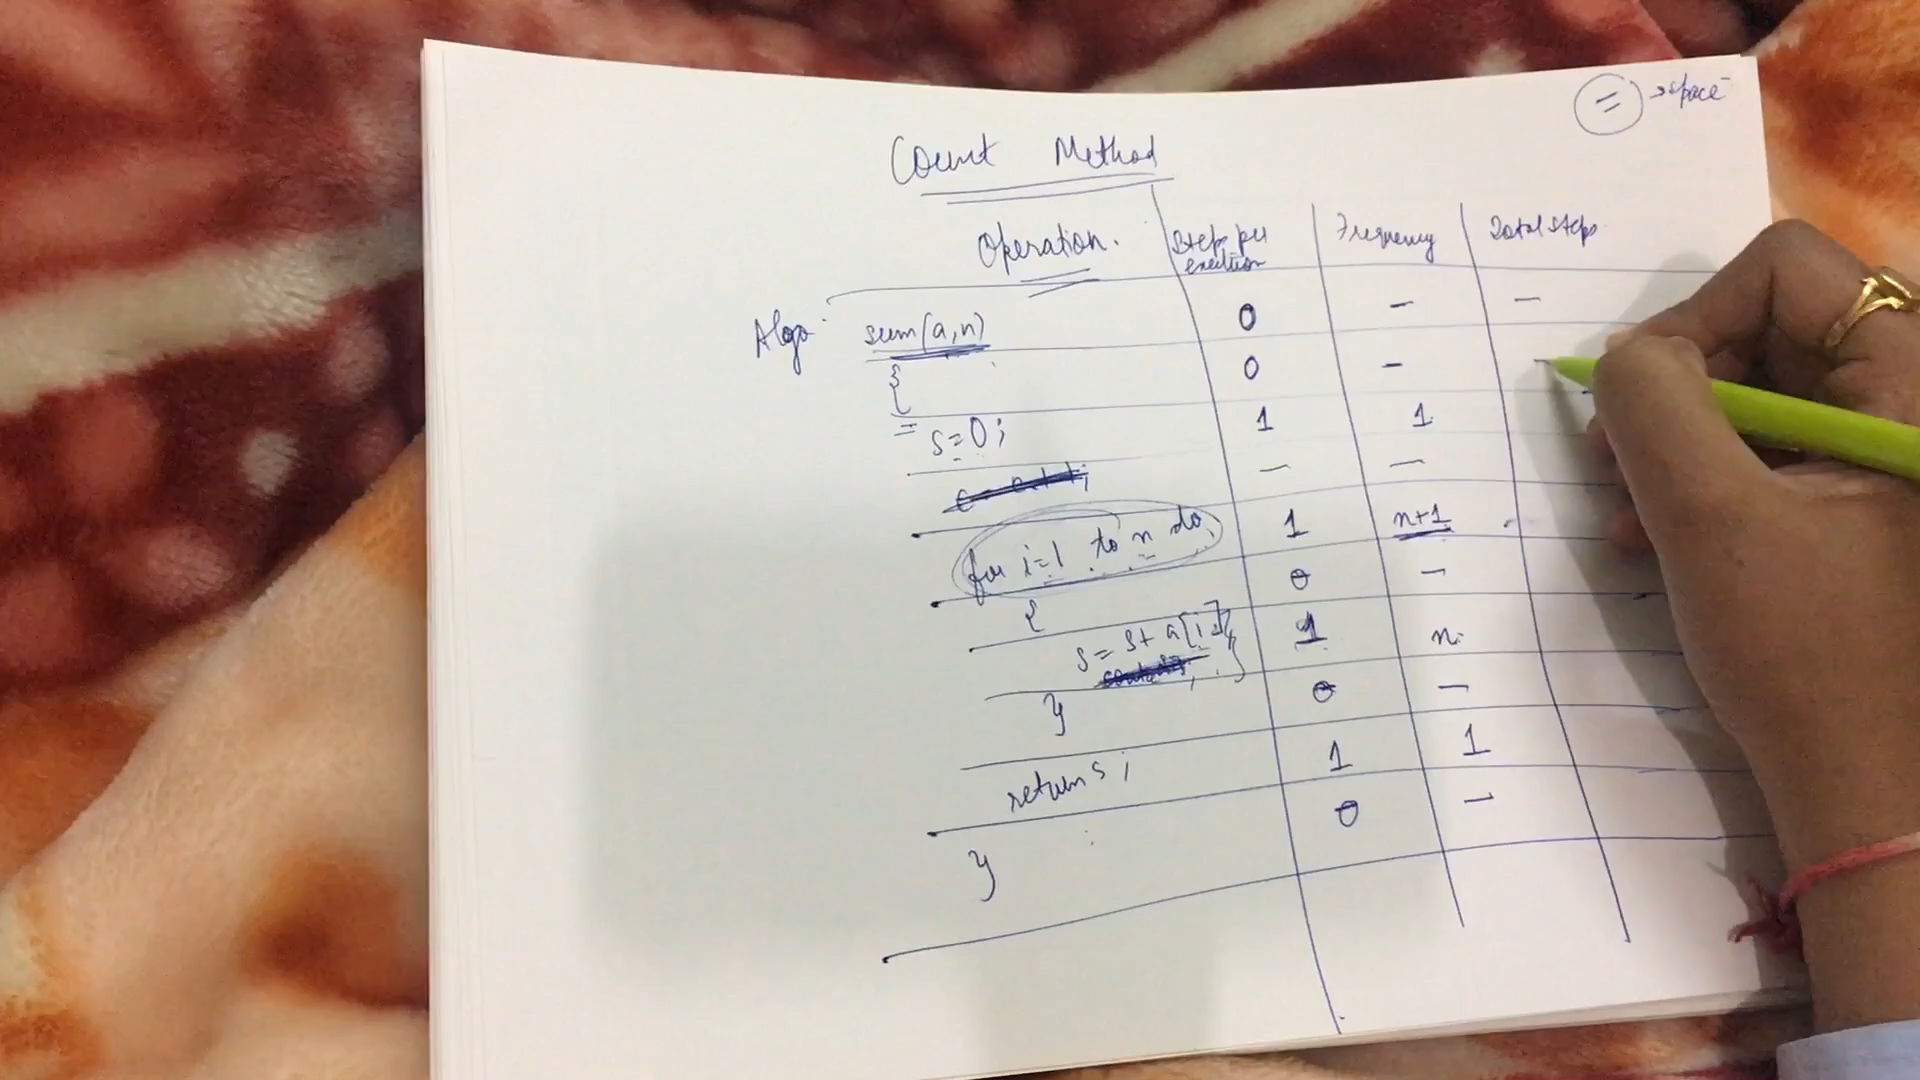 = → space
Count Method
Operation. Steps per execution Frequency Total Steps
Algo. sum(a,n) 0 - -
{ 0 - -
= s=0; 1 1
— —
for i=1 to n do 1 n+1
{ 0 —
s = s+ a[i]; 1 n.
} 0 —
return s; 1 1
} 0 —